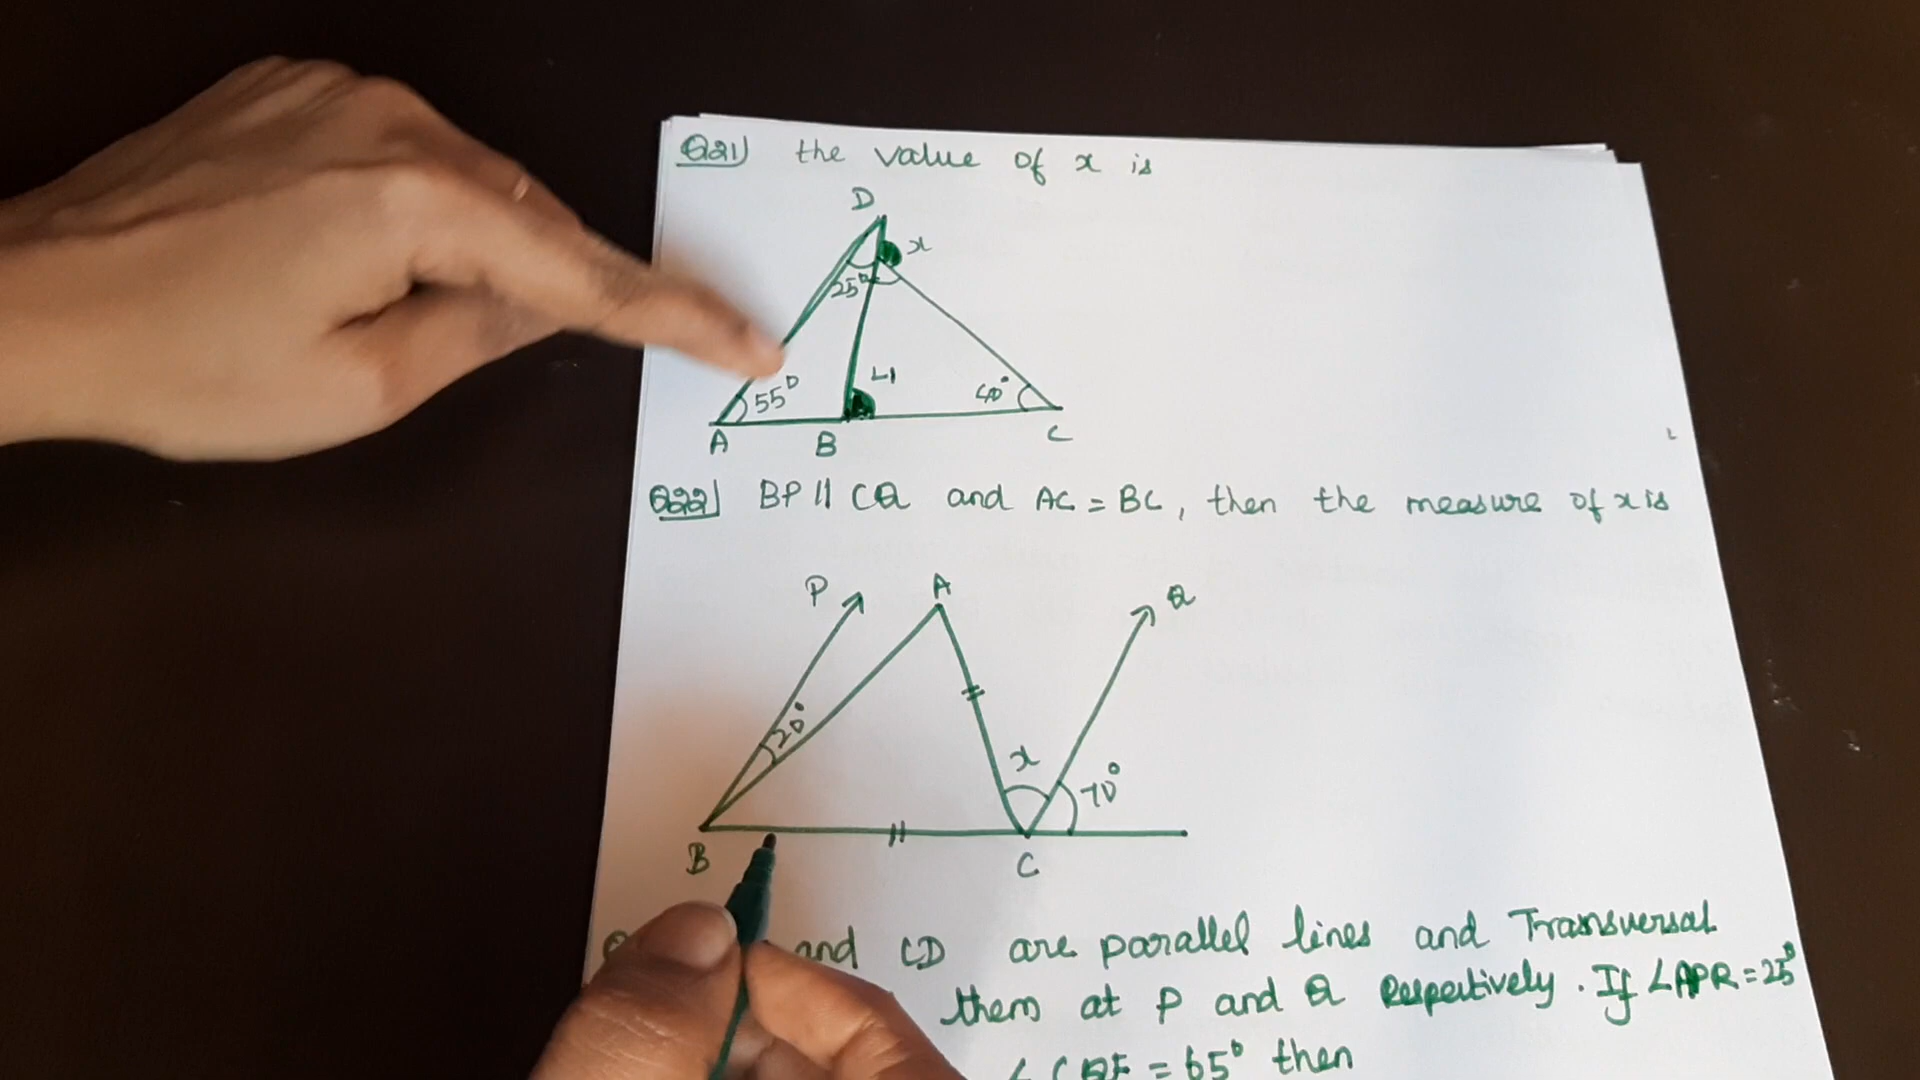 Q21) the value of x is
D
x
25°
∠1
55°
40°
A B C
Q22) BP || CQ and AC = BC, then the measure of x is
P A Q
20°
x
70°
B C
and CD are parallel lines and Transversal
them at P and Q Respectively. If ∠APR = 25°
= 65° then